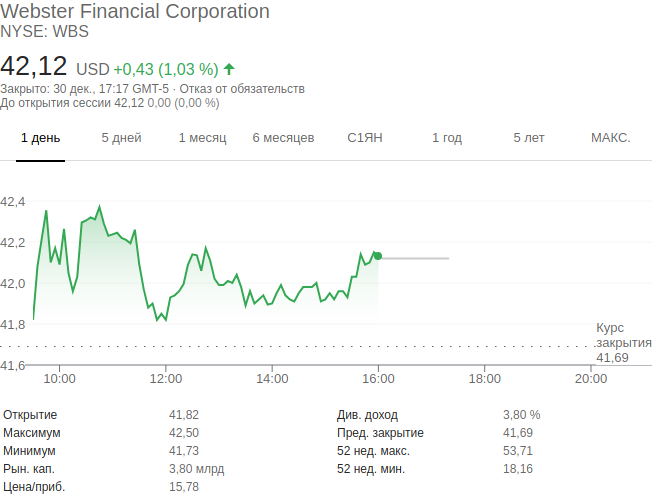 Webster Financial Corporation
NYSE: WBS
42,12 USD +0,43 (1,03 %)
Закрыто: 30 дек., 17:17 GMT-5 · Отказ от обязательств
До открытия сессии 42,12 0,00 (0,00 %)
1 день 5 дней 1 месяц 6 месяцев С1ЯН 1 год 5 лет МАКС.
42,4
42,2
42,0
41,8
Курс
закрытия
41,69
41,6
10:00 12:00 14:00 16:00 18:00 20:00
Открытие 41,82 Див. доход 3,80 %
Максимум 42,50 Пред. закрытие 41,69
Минимум 41,73 52 нед. макс. 53,71
Рын. кап. 3,80 млрд 52 нед. мин. 18,16
Цена/приб. 15,78